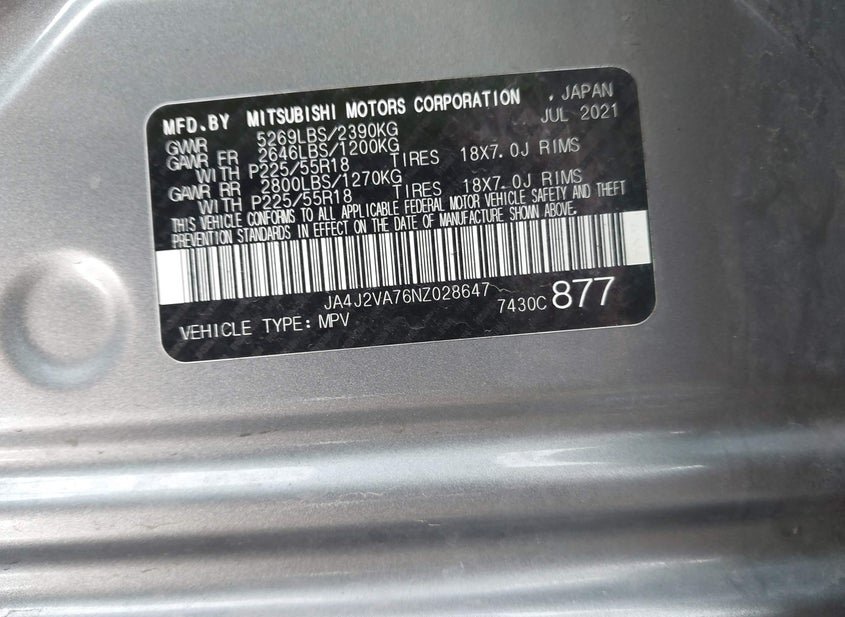 MFD.BY MITSUBISHI MOTORS CORPORATION , JAPAN
GVWR 5269LBS/2390KG JUL 2021
GAWR FR 2646LBS/1200KG
WITH P225/55R18 TIRES 18X7.0J RIMS
GAWR RR 2800LBS/1270KG
WITH P225/55R18 TIRES 18X7.0J RIMS
THIS VEHICLE CONFORMS TO ALL APPLICABLE FEDERAL MOTOR VEHICLE SAFETY AND THEFT
PREVENTION STANDARDS IN EFFECT ON THE DATE OF MANUFACTURE SHOWN ABOVE.
JA4J2VA76NZ028647
VEHICLE TYPE: MPV 7430C 877